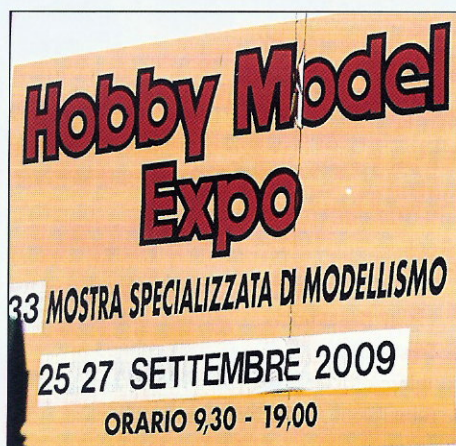 Hobby Model
Expo
33 MOSTRA SPECIALIZZATA DI MODELLISMO
25 27 SETTEMBRE 2009
ORARIO 9,30 - 19,00